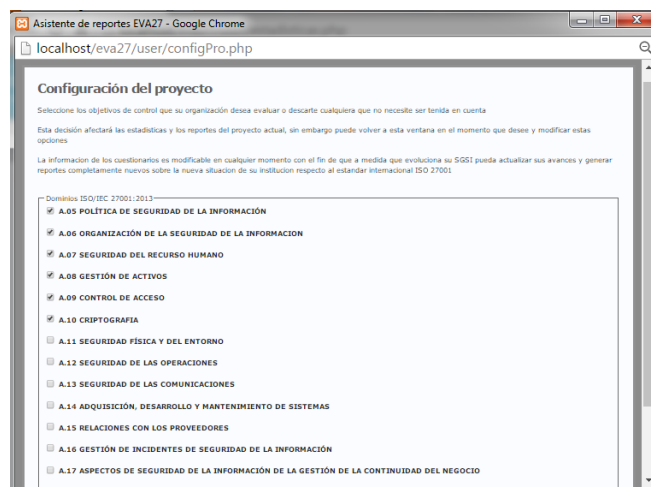 Asistente de reportes EVA27 - Google Chrome
localhost/eva27/user/configPro.php
Configuración del proyecto
Seleccione los objetivos de control que su organización desea evaluar o descarte cualquiera que no necesite ser tenida en cuenta
Esta decisión afectará las estadisticas y los reportes del proyecto actual, sin embargo puede volver a esta ventana en el momento que desee y modificar estas
opciones
La informacion de los cuestionarios es modificable en cualquier momento con el fin de que a medida que evoluciona su SGSI pueda actualizar sus avances y generar
reportes completamente nuevos sobre la nueva situacion de su institucion respecto al estandar internacional ISO 27001
Dominios ISO/IEC 27001:2013
A.05 POLÍTICA DE SEGURIDAD DE LA INFORMACIÓN
A.06 ORGANIZACIÓN DE LA SEGURIDAD DE LA INFORMACION
A.07 SEGURIDAD DEL RECURSO HUMANO
A.08 GESTIÓN DE ACTIVOS
A.09 CONTROL DE ACCESO
A.10 CRIPTOGRAFIA
A.11 SEGURIDAD FÍSICA Y DEL ENTORNO
A.12 SEGURIDAD DE LAS OPERACIONES
A.13 SEGURIDAD DE LAS COMUNICACIONES
A.14 ADQUISICIÓN, DESARROLLO Y MANTENIMIENTO DE SISTEMAS
A.15 RELACIONES CON LOS PROVEEDORES
A.16 GESTIÓN DE INCIDENTES DE SEGURIDAD DE LA INFORMACIÓN
A.17 ASPECTOS DE SEGURIDAD DE LA INFORMACIÓN DE LA GESTIÓN DE LA CONTINUIDAD DEL NEGOCIO